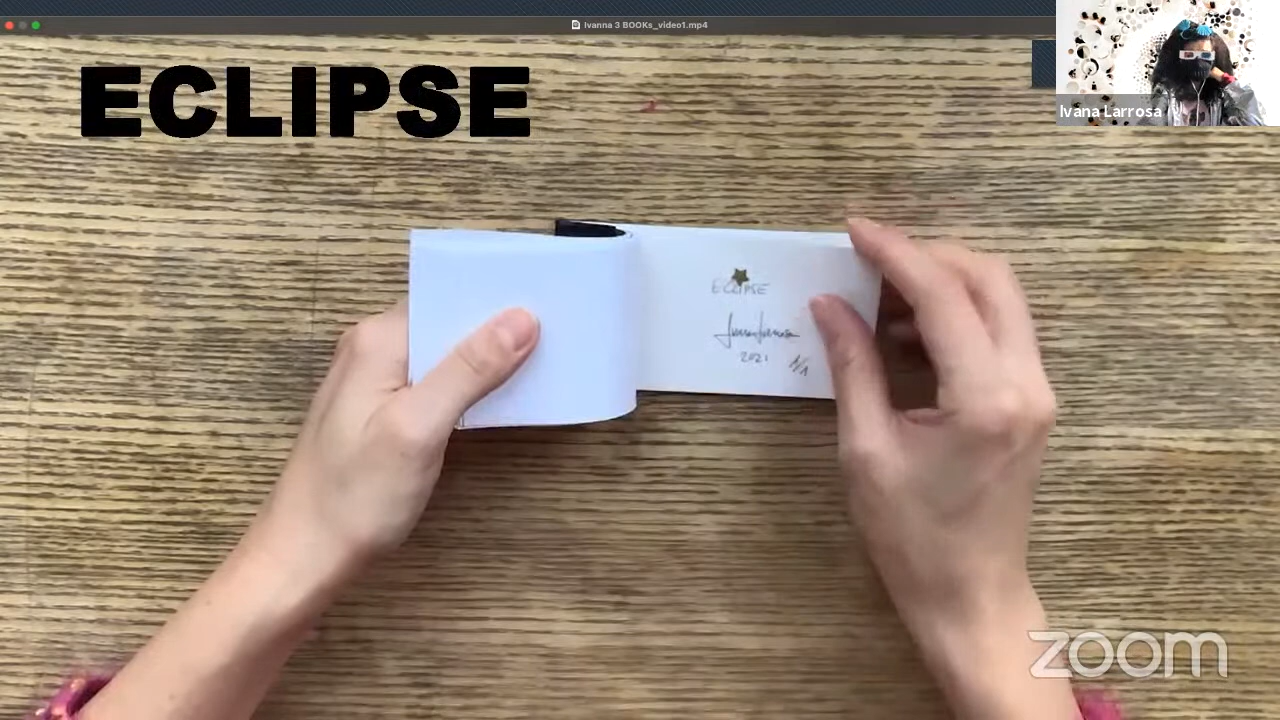 Ivanna 3 BOOKs_video1.mp4
ECLIPSE
Ivana Larrosa
ECLIPSE
2021
1/1
zoom